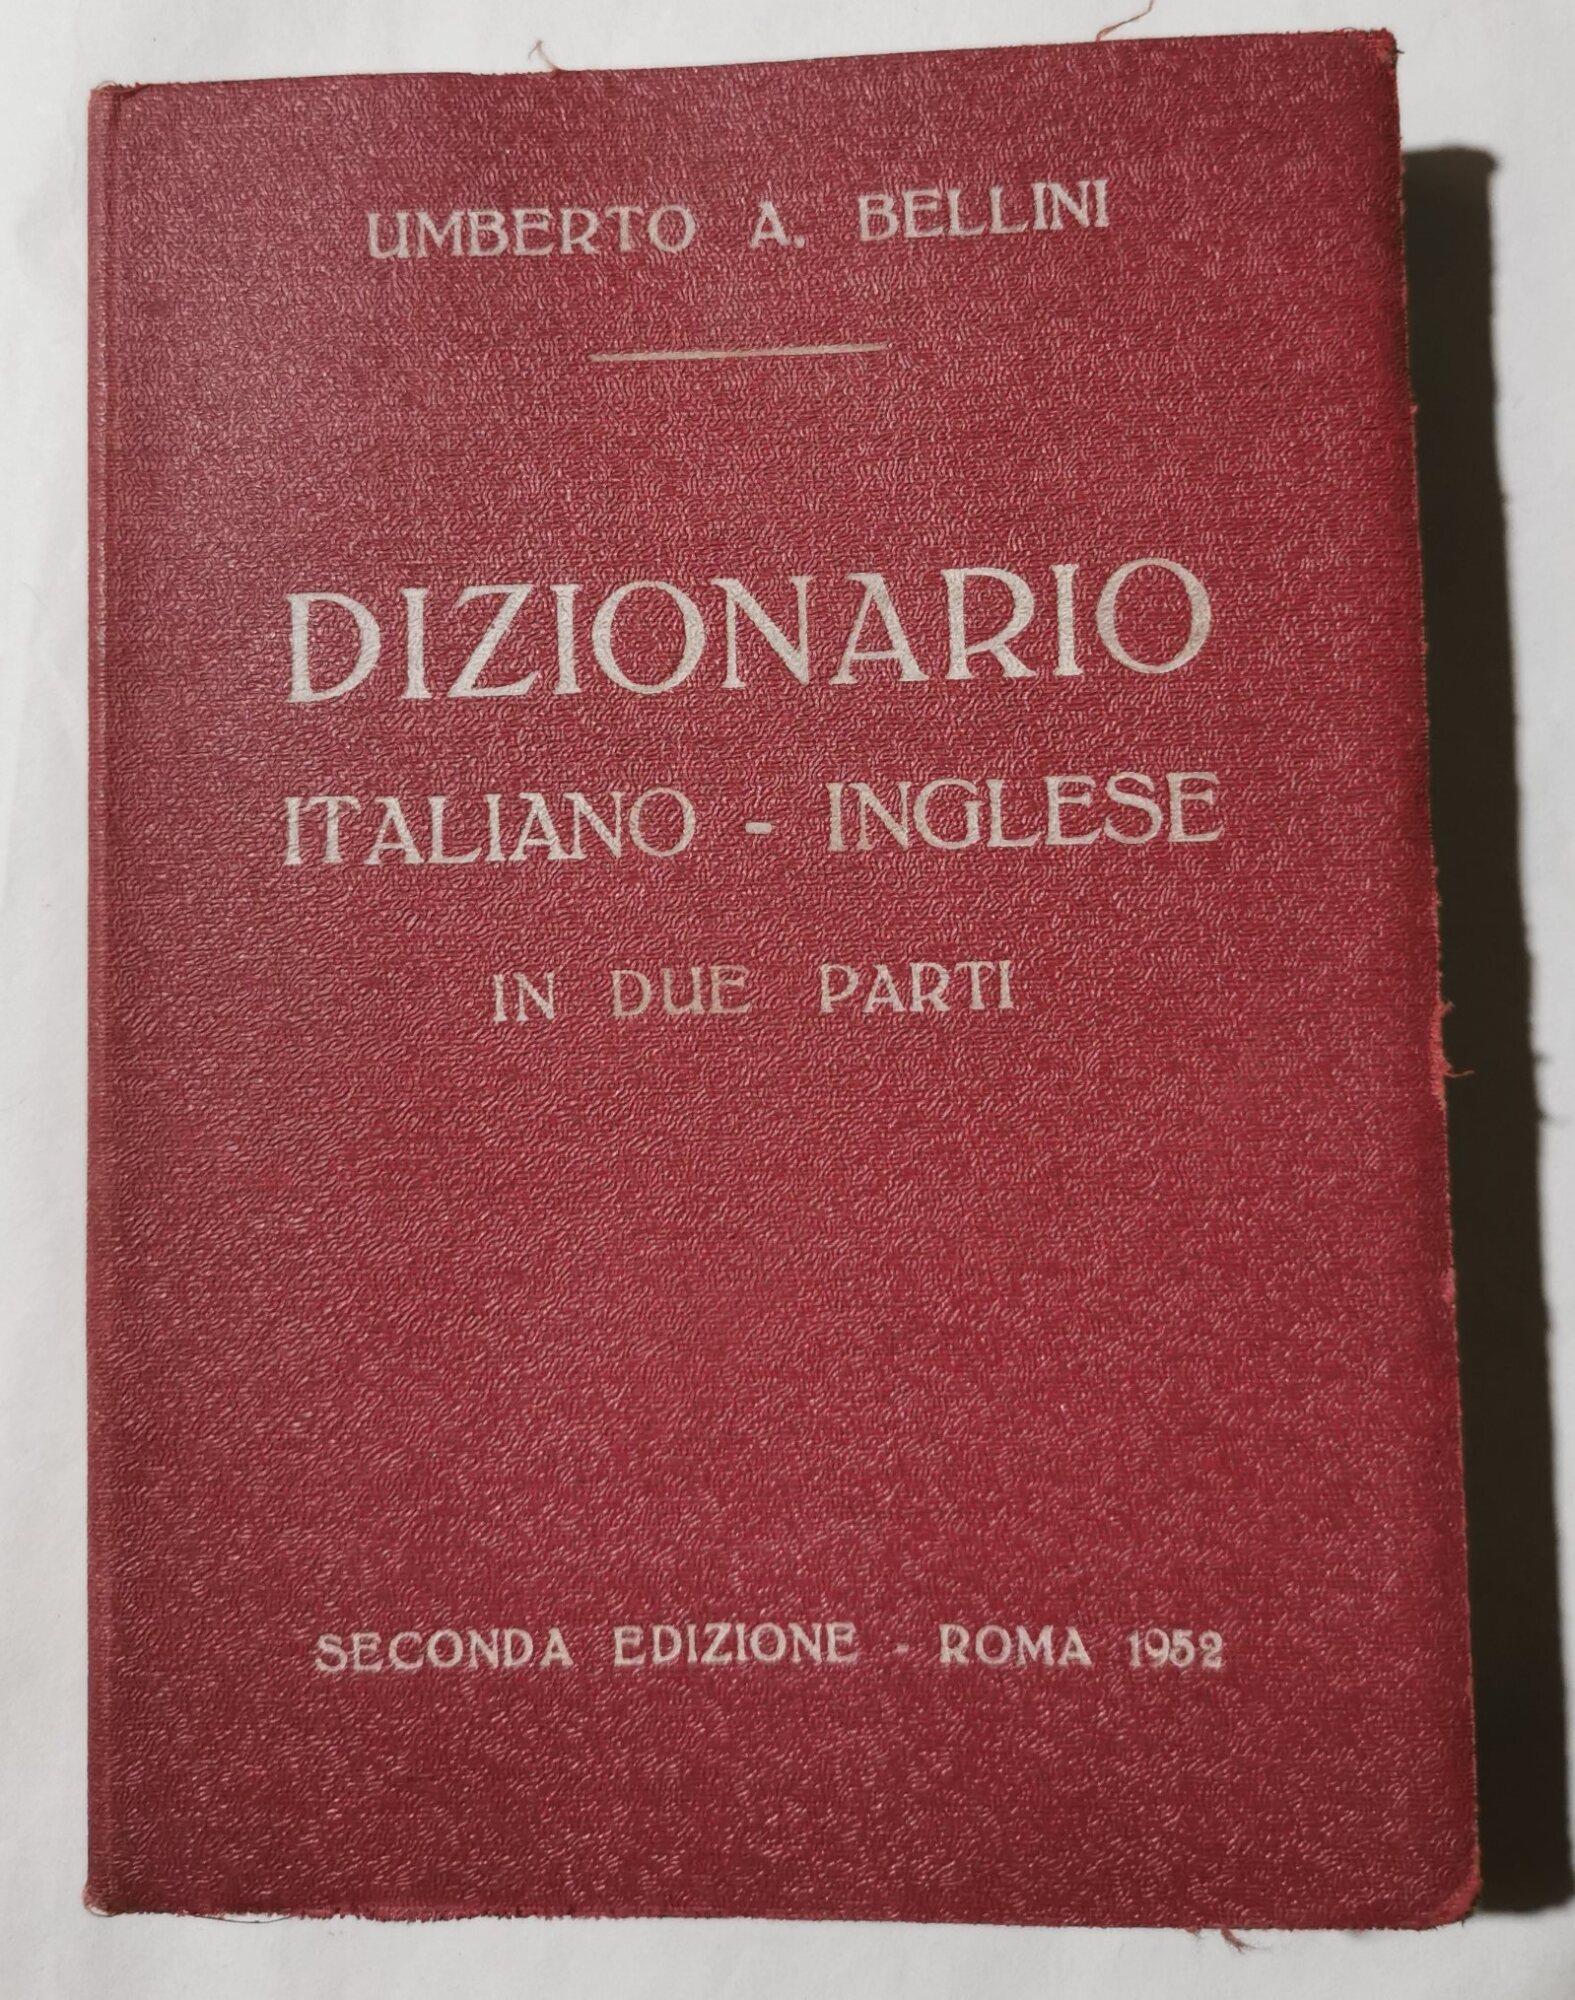 UMBERTO A. BELLINI
DIZIONARIO
ITALIANO - INGLESE
IN DUE PARTI
SECONDA EDIZIONE - ROMA 1952